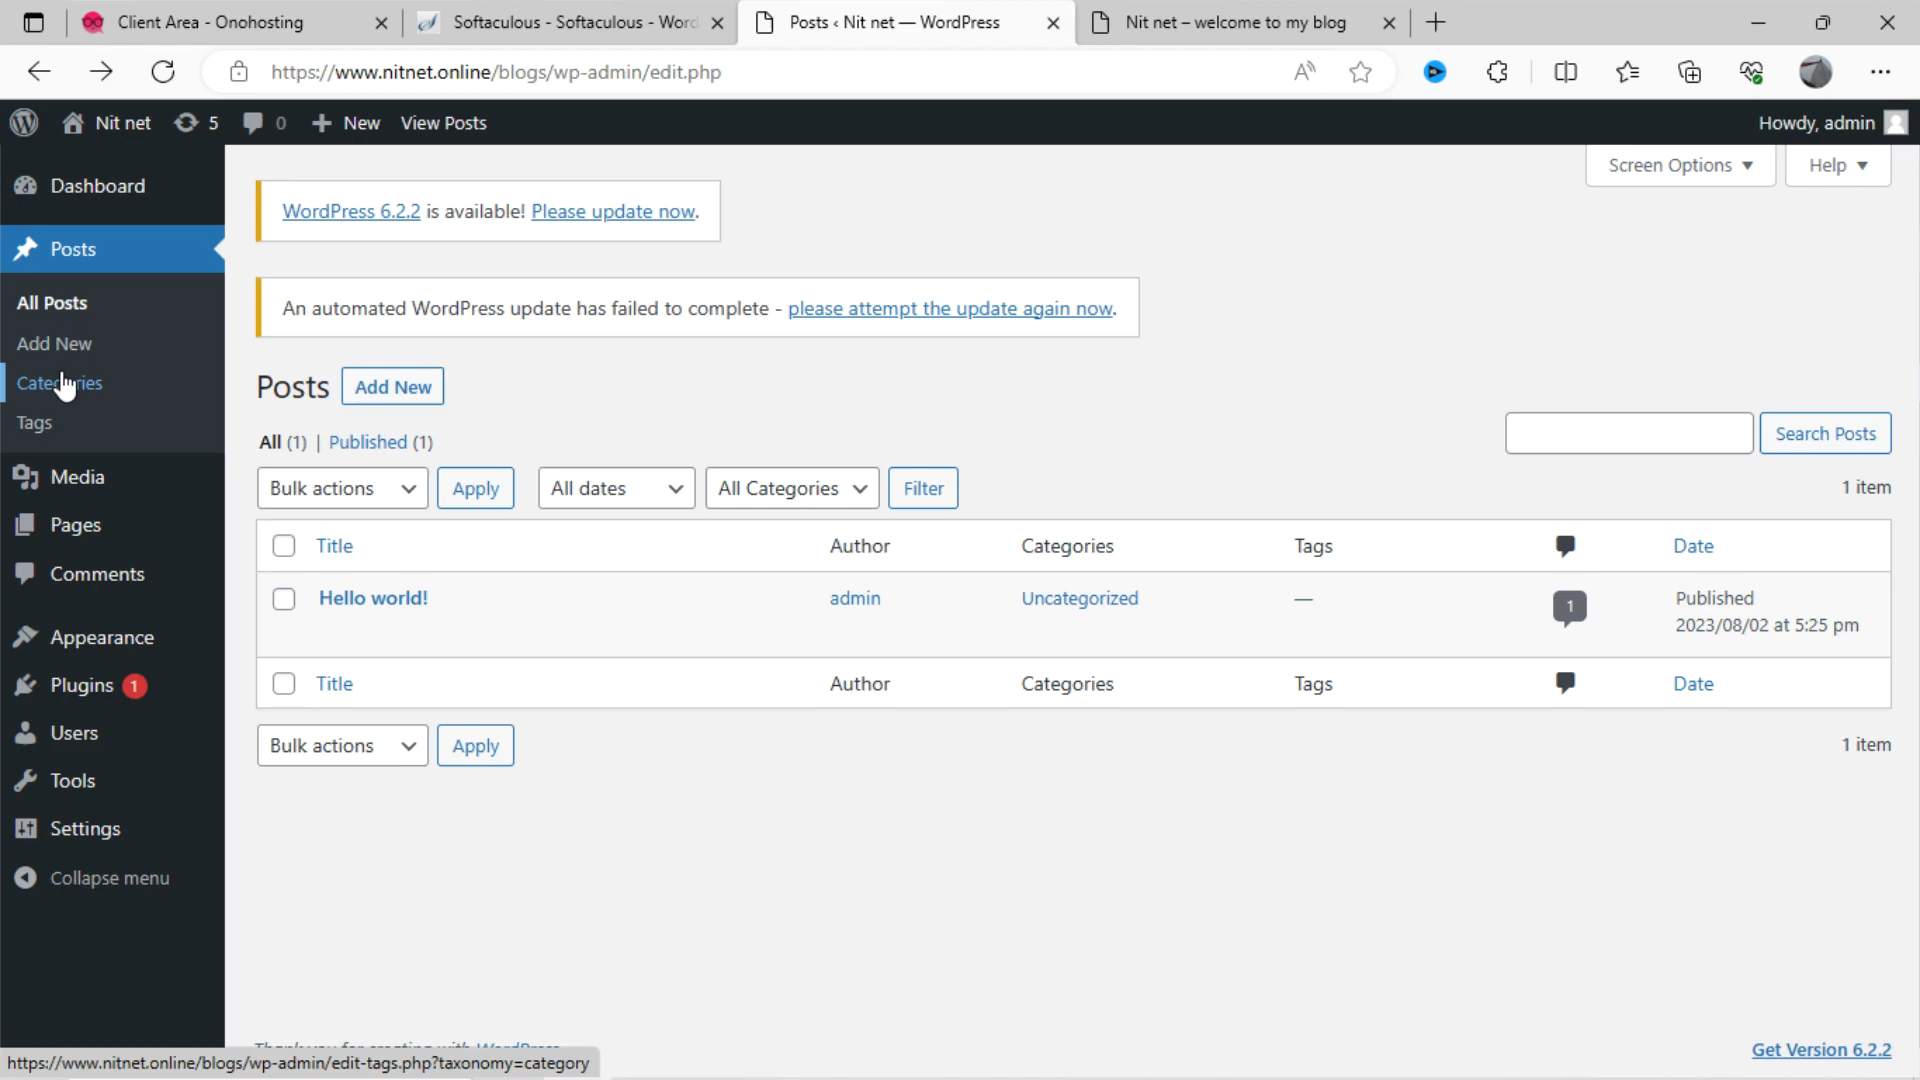 Client Area - Onohosting
Softaculous - Softaculous - Word
Posts ‹ Nit net — WordPress
Nit net – welcome to my blog
https://www.nitnet.online/blogs/wp-admin/edit.php
Nit net 5 0 New View Posts
Howdy, admin
Dashboard
Posts
All Posts
Add New
Categories
Tags
Media
Pages
Comments
Appearance
Plugins 1
Users
Tools
Settings
Collapse menu
Screen Options
Help
WordPress 6.2.2 is available! Please update now.
An automated WordPress update has failed to complete - please attempt the update again now.
Posts Add New
All (1) | Published (1)
Search Posts
Bulk actions Apply All dates All Categories Filter 1 item
Title Author Categories Tags Date
Hello world! admin Uncategorized — 1 Published
2023/08/02 at 5:25 pm
Title Author Categories Tags Date
Bulk actions Apply 1 item
Thank you for creating with WordPress.
Get Version 6.2.2
https://www.nitnet.online/blogs/wp-admin/edit-tags.php?taxonomy=category